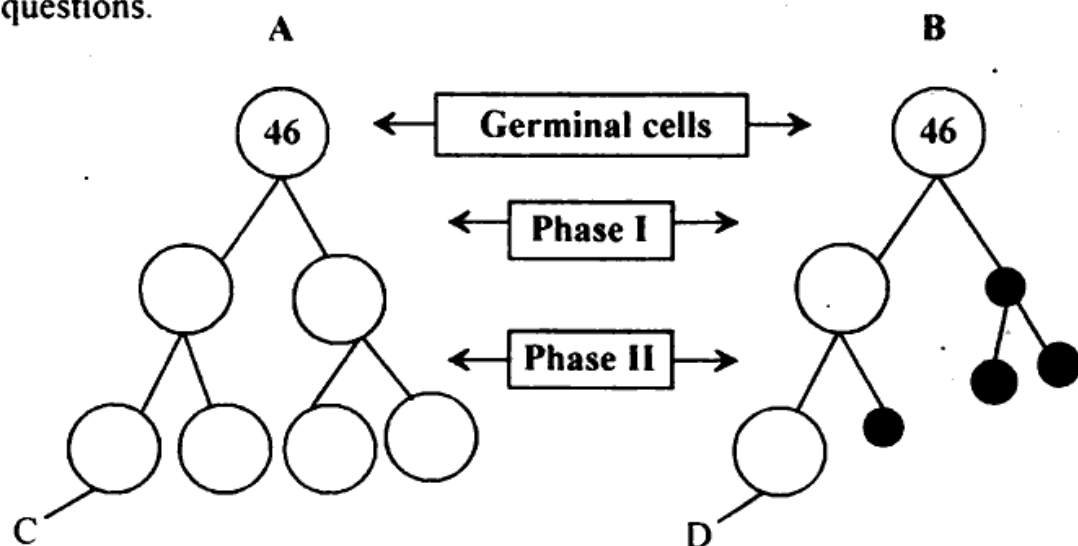 questions.
A B
46 Germinal cells 46
Phase I
Phase II
C D